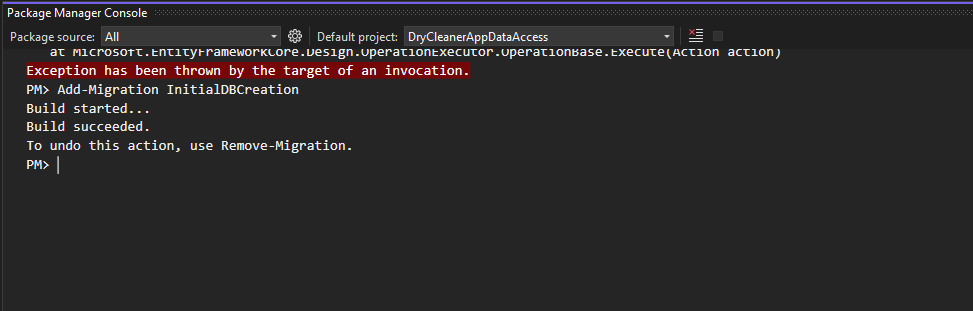 Package Manager Console
Package source: All Default project: DryCleanerAppDataAccess
at Microsoft.EntityFrameworkCore.Design.OperationExecutor.OperationBase.Execute(Action action)
Exception has been thrown by the target of an invocation.
PM> Add-Migration InitialDBCreation
Build started...
Build succeeded.
To undo this action, use Remove-Migration.
PM>